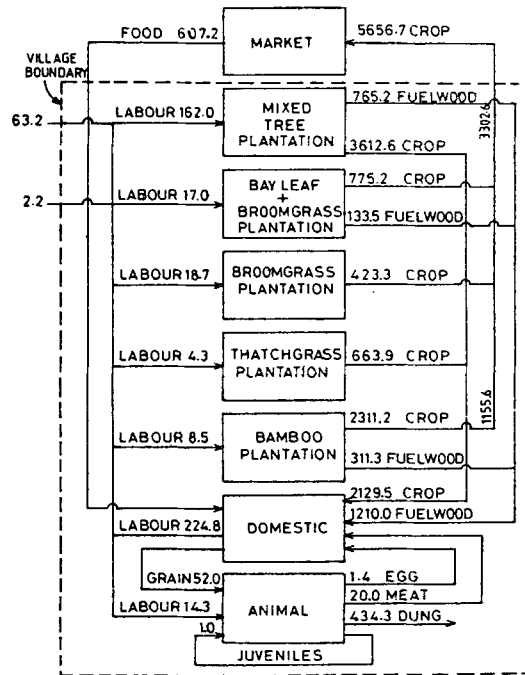 FOOD 607.2
MARKET
5656.7 CROP
VILLAGE
BOUNDARY
63.2
LABOUR 162.0
MIXED
TREE
PLANTATION
765.2 FUELWOOD
3302.6
3612.6 CROP
2.2
LABOUR 17.0
BAY LEAF
+
BROOMGRASS
PLANTATION
775.2 CROP
133.5 FUELWOOD
LABOUR 18.7
BROOMGRASS
PLANTATION
423.3 CROP
LABOUR 4.3
THATCHGRASS
PLANTATION
663.9 CROP
1155.6
LABOUR 8.5
BAMBOO
PLANTATION
2311.2 CROP
311.3 FUELWOOD
LABOUR 224.8
DOMESTIC
2129.5 CROP
1210.0 FUELWOOD
GRAIN 52.0
LABOUR 14.3
1.0
ANIMAL
1.4 EGG
20.0 MEAT
434.3 DUNG
JUVENILES